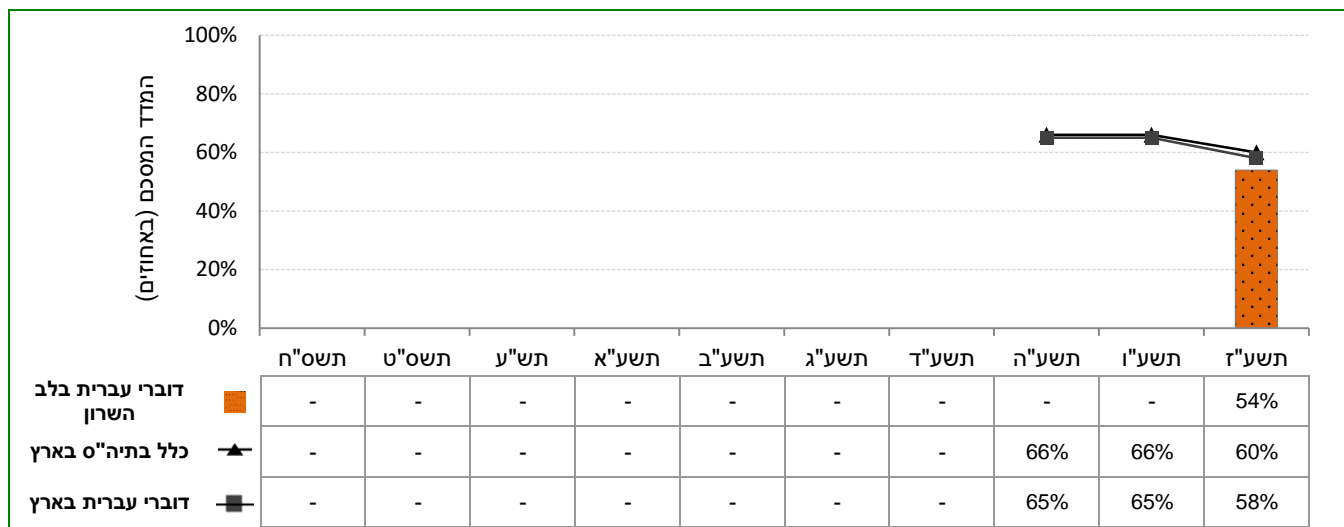 המדד המסכם (באחוזים)
100%
80%
60%
40%
20%
0%
תשס"ח תשס"ט תש"ע תשע"א תשע"ב תשע"ג תשע"ד תשע"ה תשע"ו תשע"ז
דוברי עברית בלב
השרון
- - - - - - - - - 54%
כלל בתיה"ס בארץ - - - - - - - 66% 66% 60%
דוברי עברית בארץ - - - - - - - 65% 65% 58%